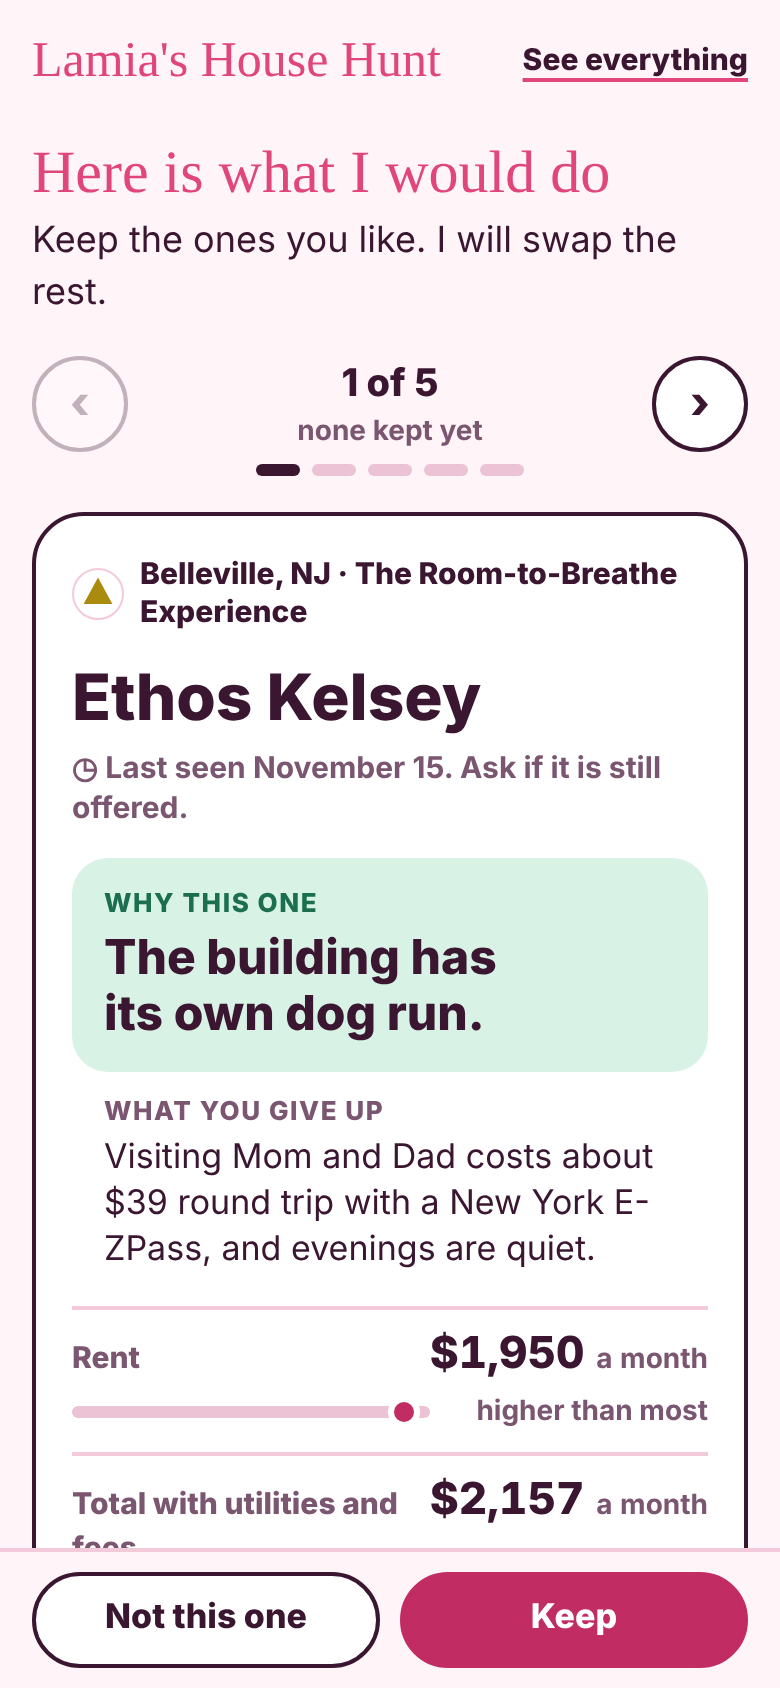 Lamia's House Hunt
See everything
Here is what I would do
Keep the ones you like. I will swap the
rest.
‹
1 of 5
›
none kept yet
Belleville, NJ · The Room-to-Breathe
Experience
Ethos Kelsey
◷ Last seen November 15. Ask if it is still
offered.
WHY THIS ONE
The building has
its own dog run.
WHAT YOU GIVE UP
Visiting Mom and Dad costs about
$39 round trip with a New York E-
ZPass, and evenings are quiet.
Rent
$1,950 a month
higher than most
Total with utilities and
$2,157 a month
fees
Not this one
Keep